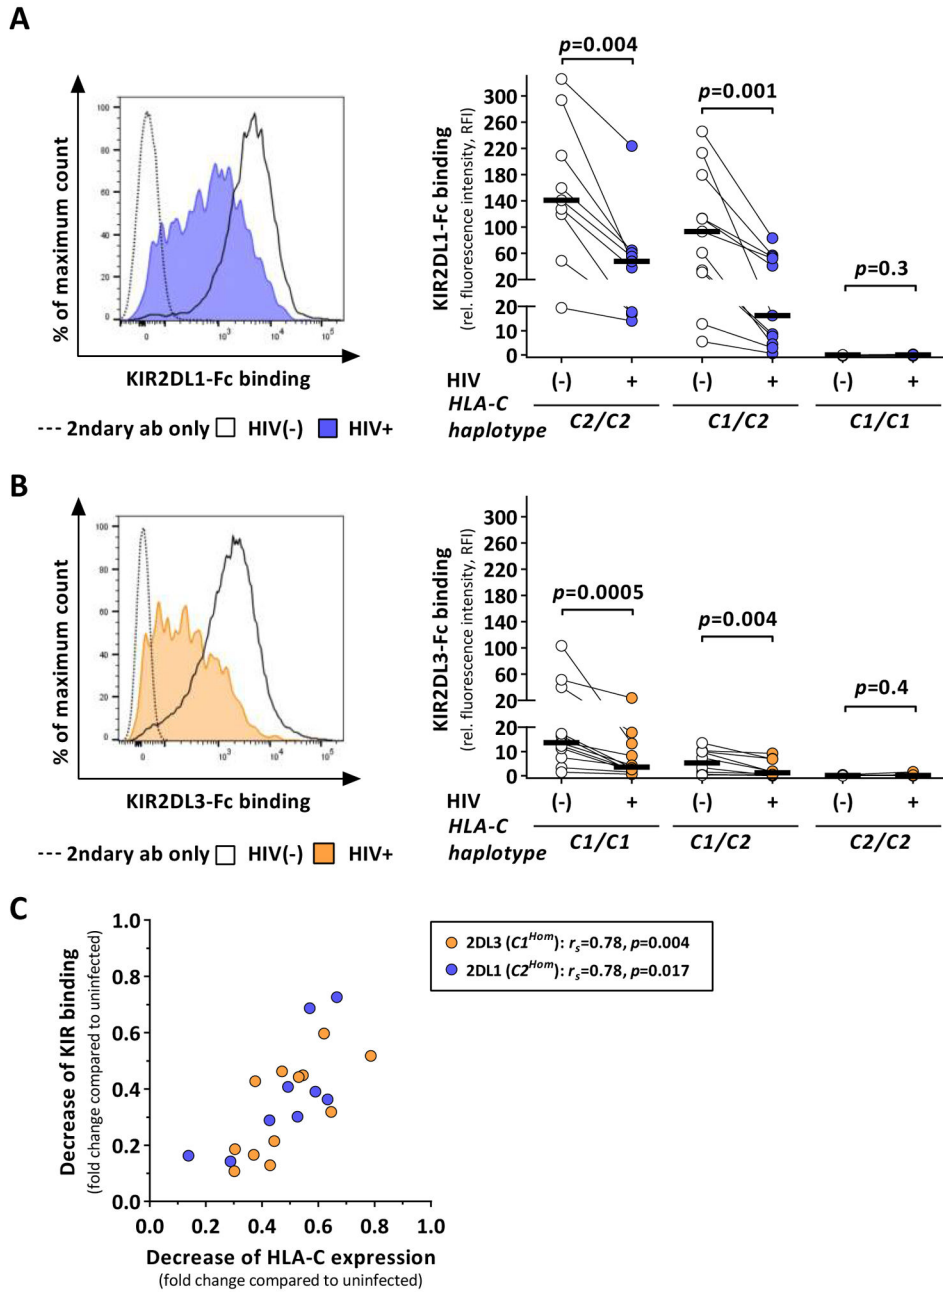 A
p=0.004
p=0.001
p=0.3
KIR2DL1-Fc binding
(rel. fluorescence intensity, RFI)
300
260
220
180
140
100
60
20
20
10
0
% of maximum count
100
80
60
40
20
0
0 10³ 10⁴ 10⁵
KIR2DL1-Fc binding
HIV (-) + (-) + (-) +
HLA-C
haplotype C2/C2 C1/C2 C1/C1
2ndary ab only HIV(-) HIV+
B
p=0.0005
p=0.004
p=0.4
KIR2DL3-Fc binding
(rel. fluorescence intensity, RFI)
300
260
220
180
140
100
60
20
20
10
0
% of maximum count
100
80
60
40
20
0
0 10³ 10⁴ 10⁵
KIR2DL3-Fc binding
HIV (-) + (-) + (-) +
HLA-C
haplotype C1/C1 C1/C2 C2/C2
2ndary ab only HIV(-) HIV+
C
Decrease of KIR binding
(fold change compared to uninfected)
1.0
0.8
0.6
0.4
0.2
0.0
0.0 0.2 0.4 0.6 0.8 1.0
Decrease of HLA-C expression
(fold change compared to uninfected)
2DL3 (C1^Hom): r_s=0.78, p=0.004
2DL1 (C2^Hom): r_s=0.78, p=0.017